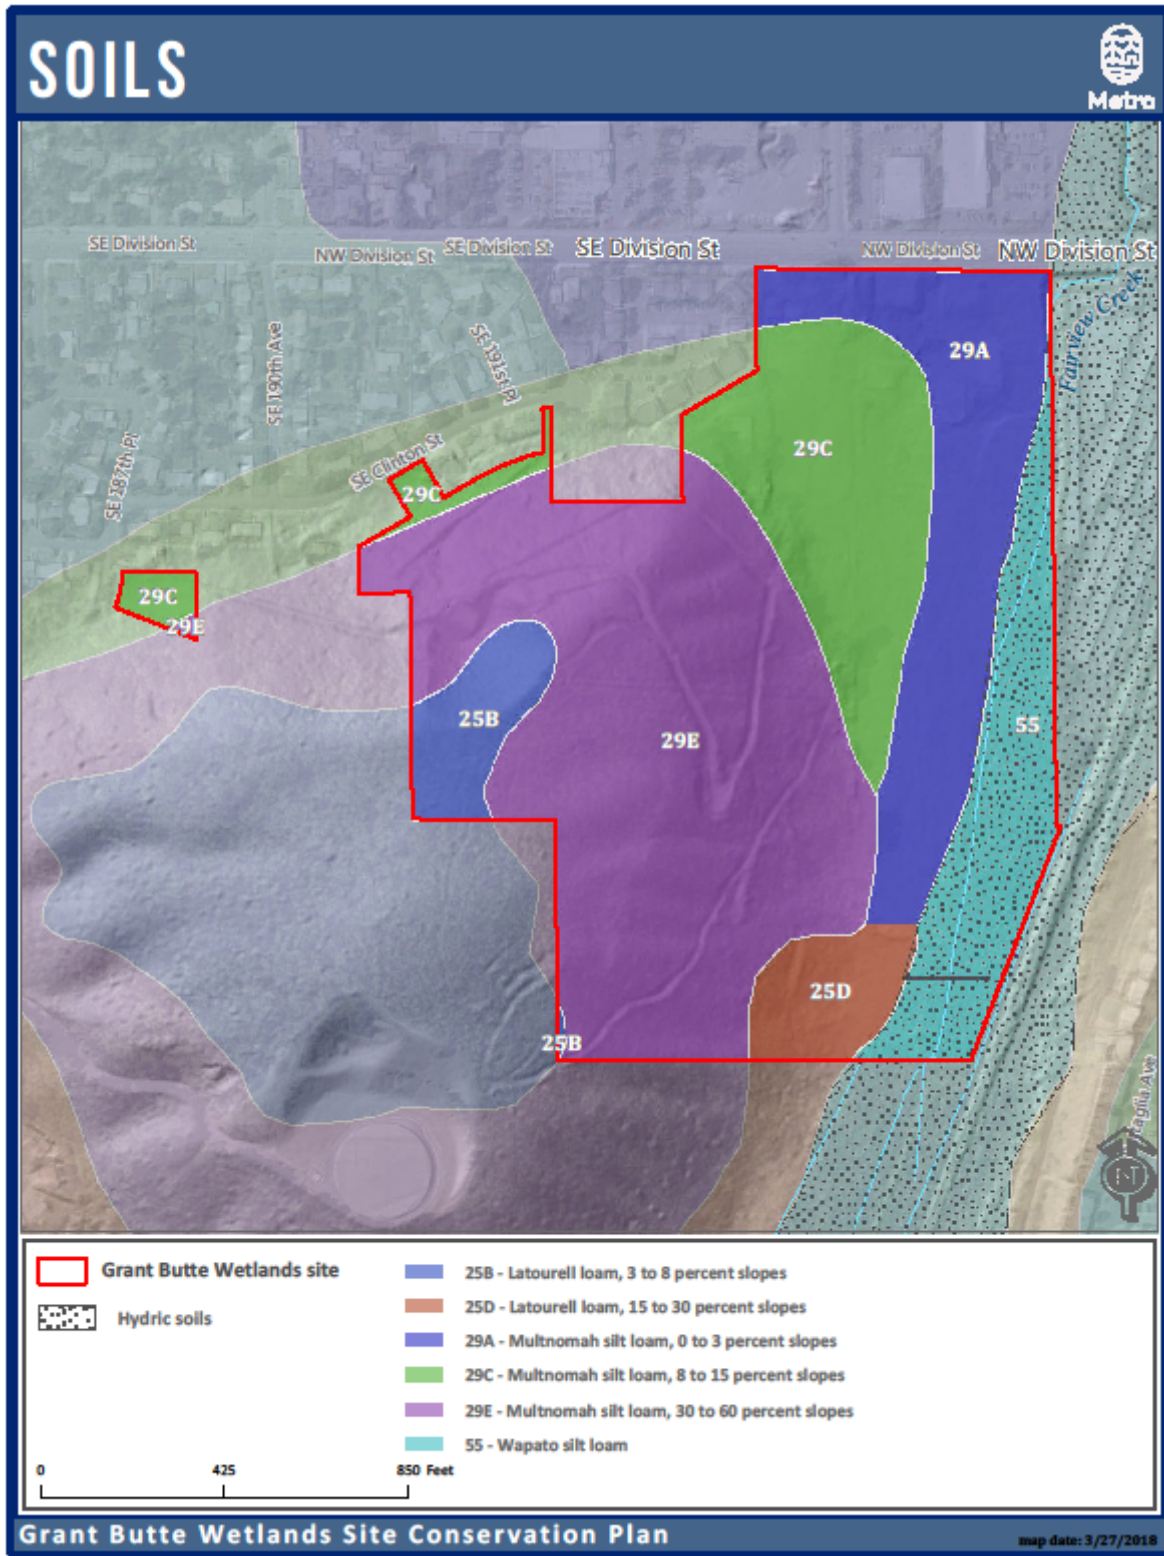 SOILS
Metro
SE Division St
NW Division St
SE Division St
SE Division St
NW Division St
NW Division St
Fairview Creek
SE 190th Ave
SE 191st Pl
29A
29C
SE Clinton St
SE 187th Pl
29C
29C
29E
25B
29E
55
25D
25B
N
Grant Butte Wetlands site
Hydric soils
25B - Latourell loam, 3 to 8 percent slopes
25D - Latourell loam, 15 to 30 percent slopes
29A - Multnomah silt loam, 0 to 3 percent slopes
29C - Multnomah silt loam, 8 to 15 percent slopes
29E - Multnomah silt loam, 30 to 60 percent slopes
55 - Wapato silt loam
0 425 850 Feet
Grant Butte Wetlands Site Conservation Plan
map date: 3/27/2018